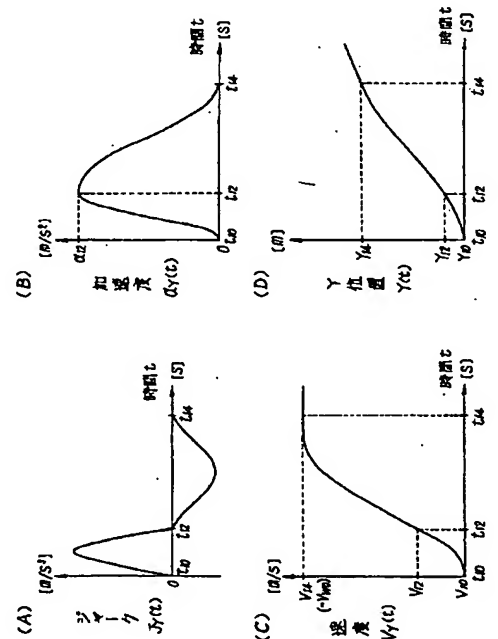 (A)
ジャーク
Jy(t)
[m/s³]
0
t10
t12
t14
時間t
[S]
(B)
加速度
ay(t)
[m/s²]
a12
0
t10
t12
t14
時間t
[S]
(C)
速度
Vy(t)
[m/s]
V14
V12
V10
t10
t12
t14
時間t
[S]
(D)
Y位置
Y(t)
[m]
Y14
Y12
Y10
t10
t12
t14
時間t
[S]